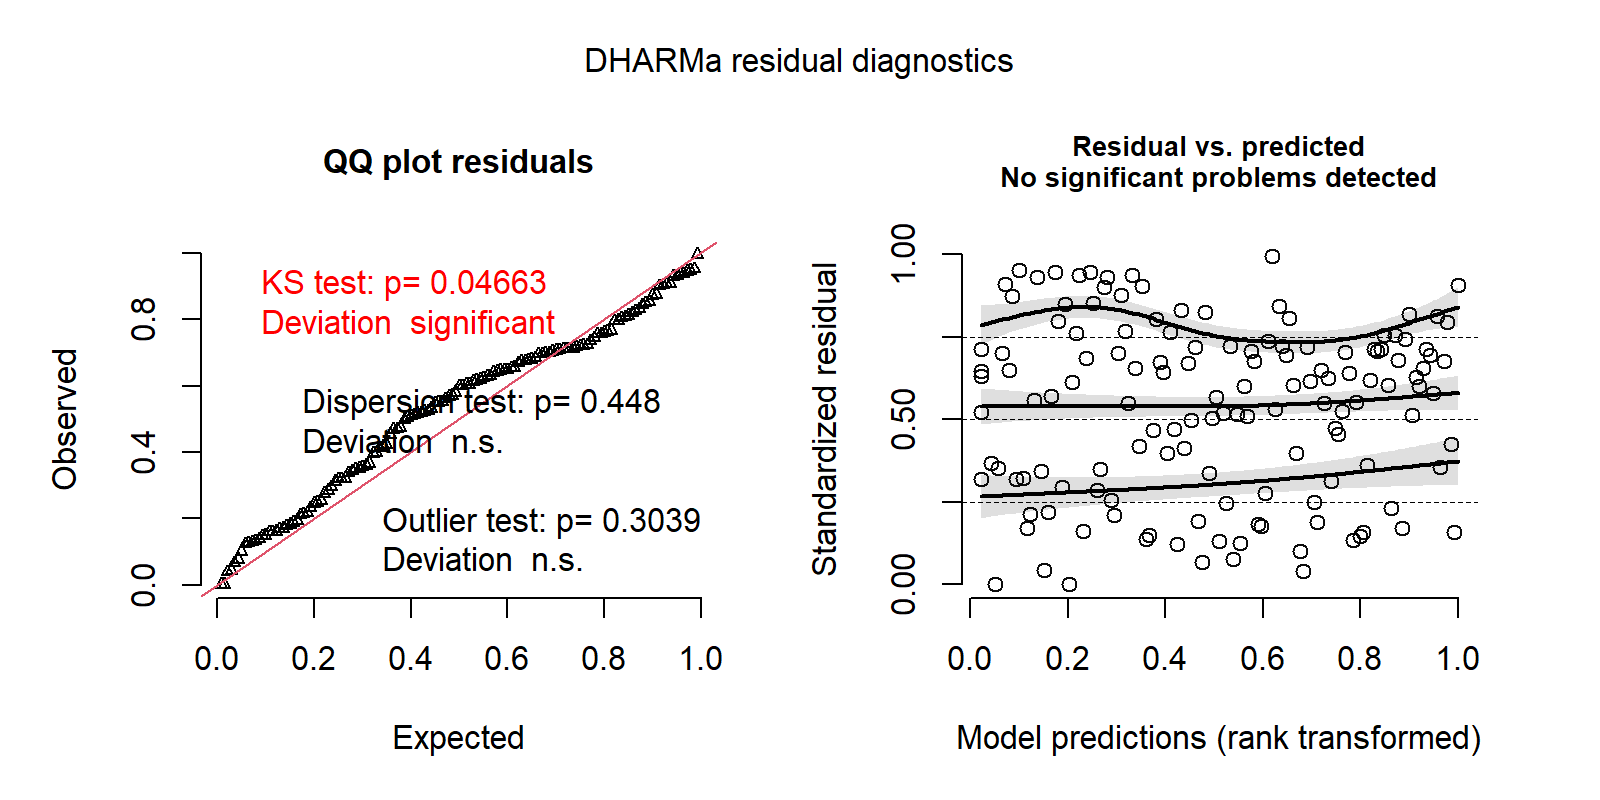 DHARMa residual diagnostics
QQ plot residuals
KS test: p= 0.04663
Deviation  significant
Dispersion test: p= 0.448
Deviation  n.s.
Outlier test: p= 0.3039
Deviation  n.s.
Observed
0.0 0.4 0.8
0.0 0.2 0.4 0.6 0.8 1.0
Expected
Residual vs. predicted
No significant problems detected
Standardized residual
0.00 0.50 1.00
0.0 0.2 0.4 0.6 0.8 1.0
Model predictions (rank transformed)